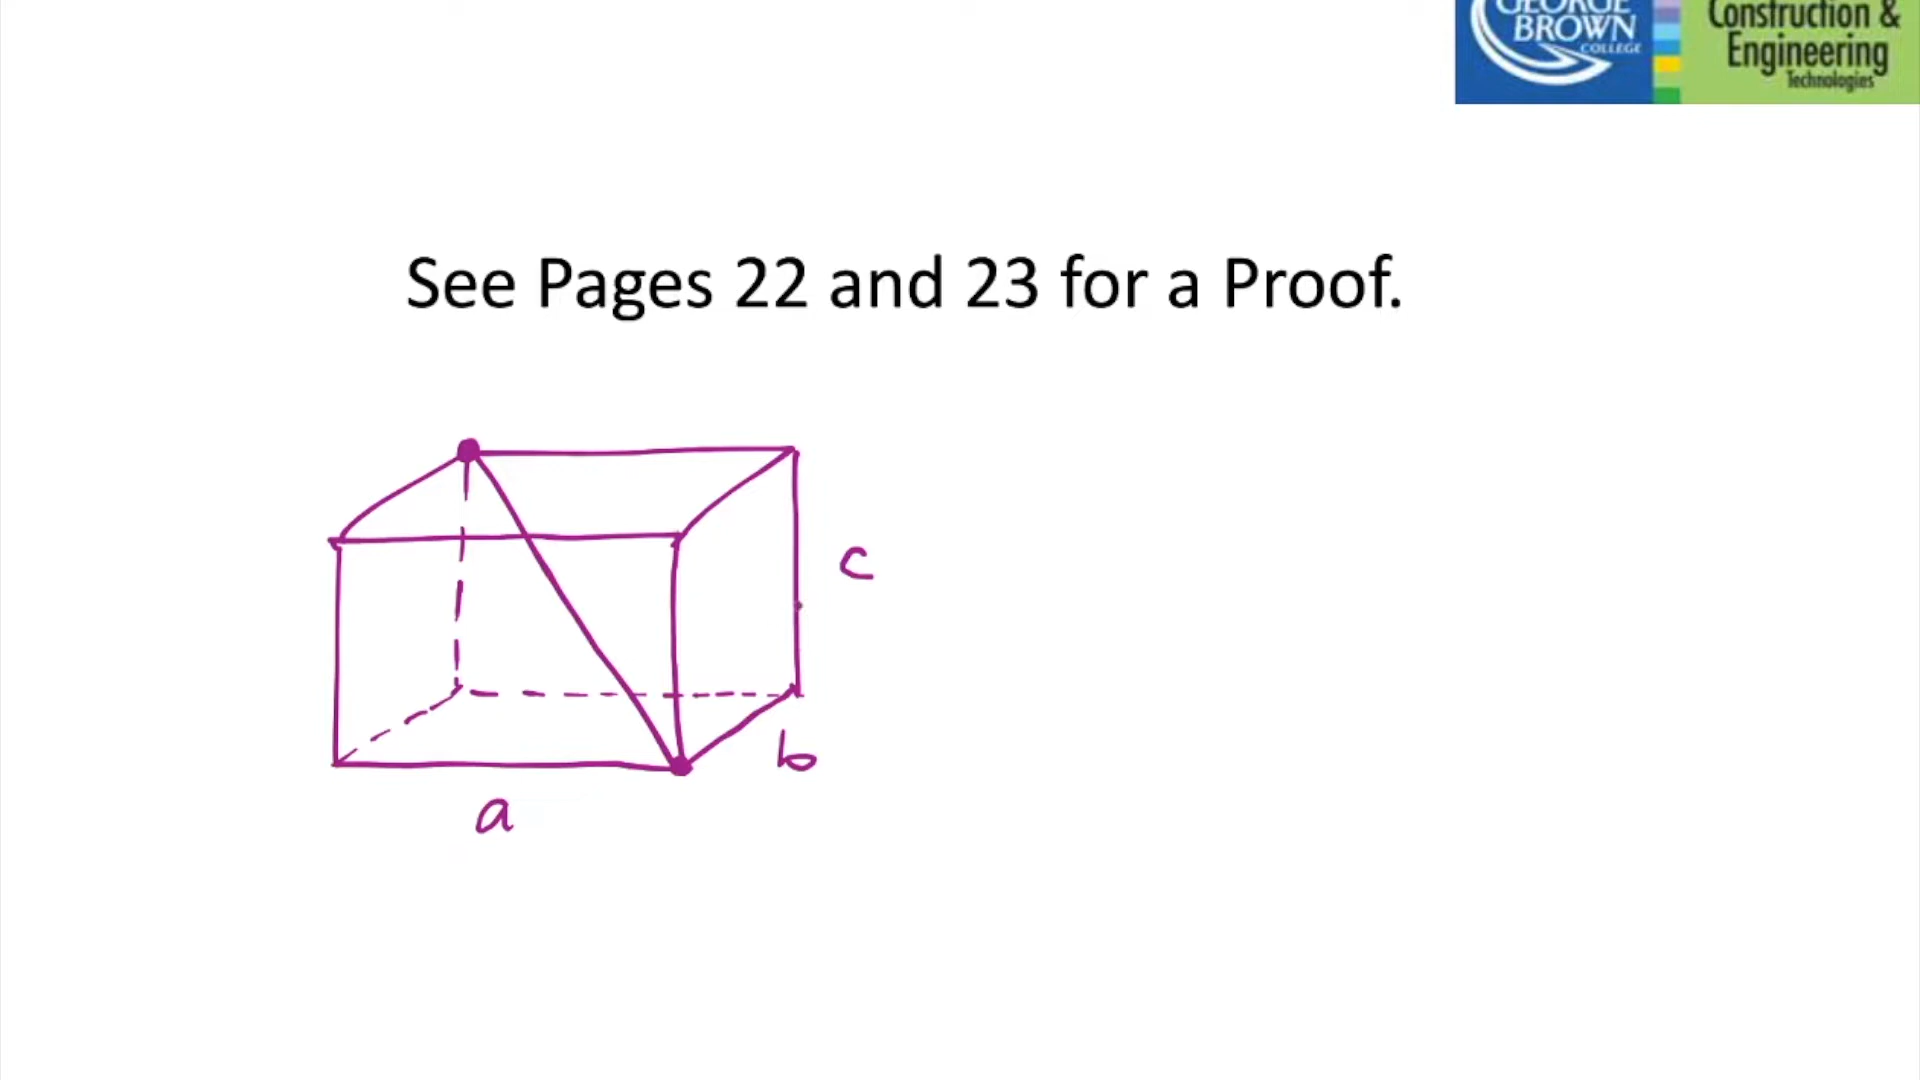 GEORGE
BROWN
COLLEGE
Construction &
Engineering
Technologies
See Pages 22 and 23 for a Proof.
c
b
a